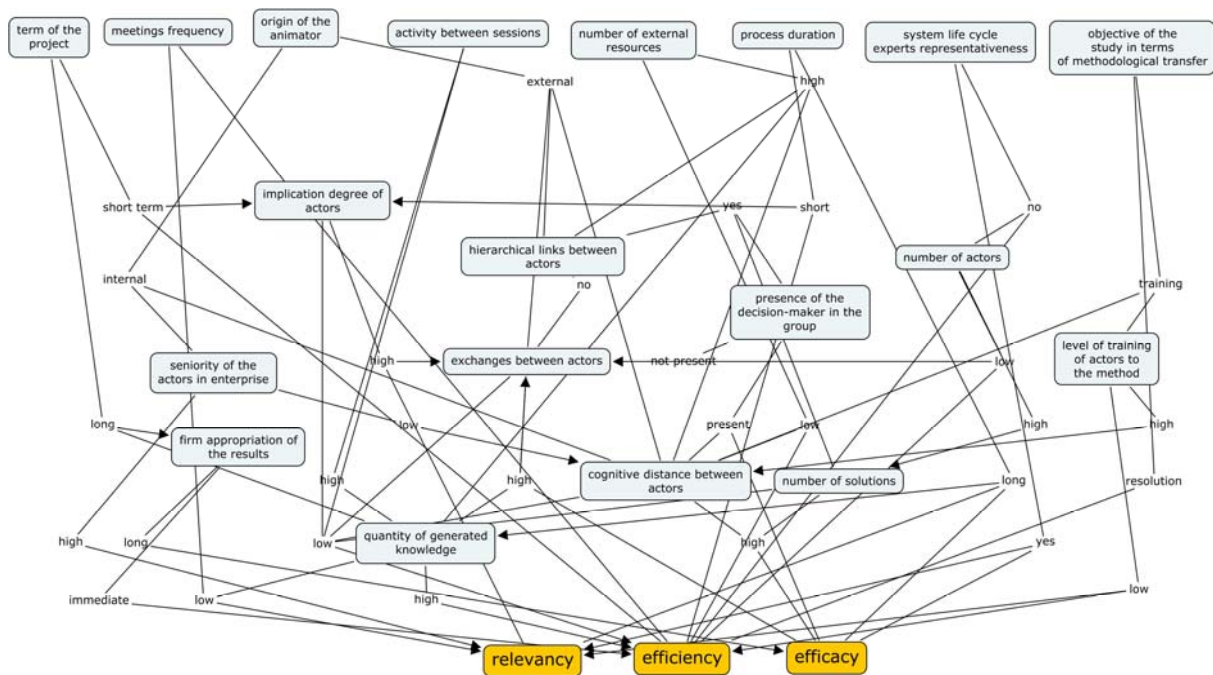 term of the
project
meetings frequency
origin of the
animator
activity between sessions
number of external
resources
process duration
system life cycle
experts representativeness
objective of the
study in terms
of methodological transfer
external
high
short term
implication degree of
actors
yes
short
no
hierarchical links between
actors
number of actors
internal
no
training
presence of the
decision-maker in the
group
seniority of the
actors in enterprise
high
exchanges between actors
not present
low
level of training
of actors to
the method
long
firm appropriation of
the results
low
present
low
high
high
high
high
cognitive distance between
actors
number of solutions
long
resolution
high
long
low
quantity of generated
knowledge
high
yes
immediate
low
high
low
relevancy
efficiency
efficacy